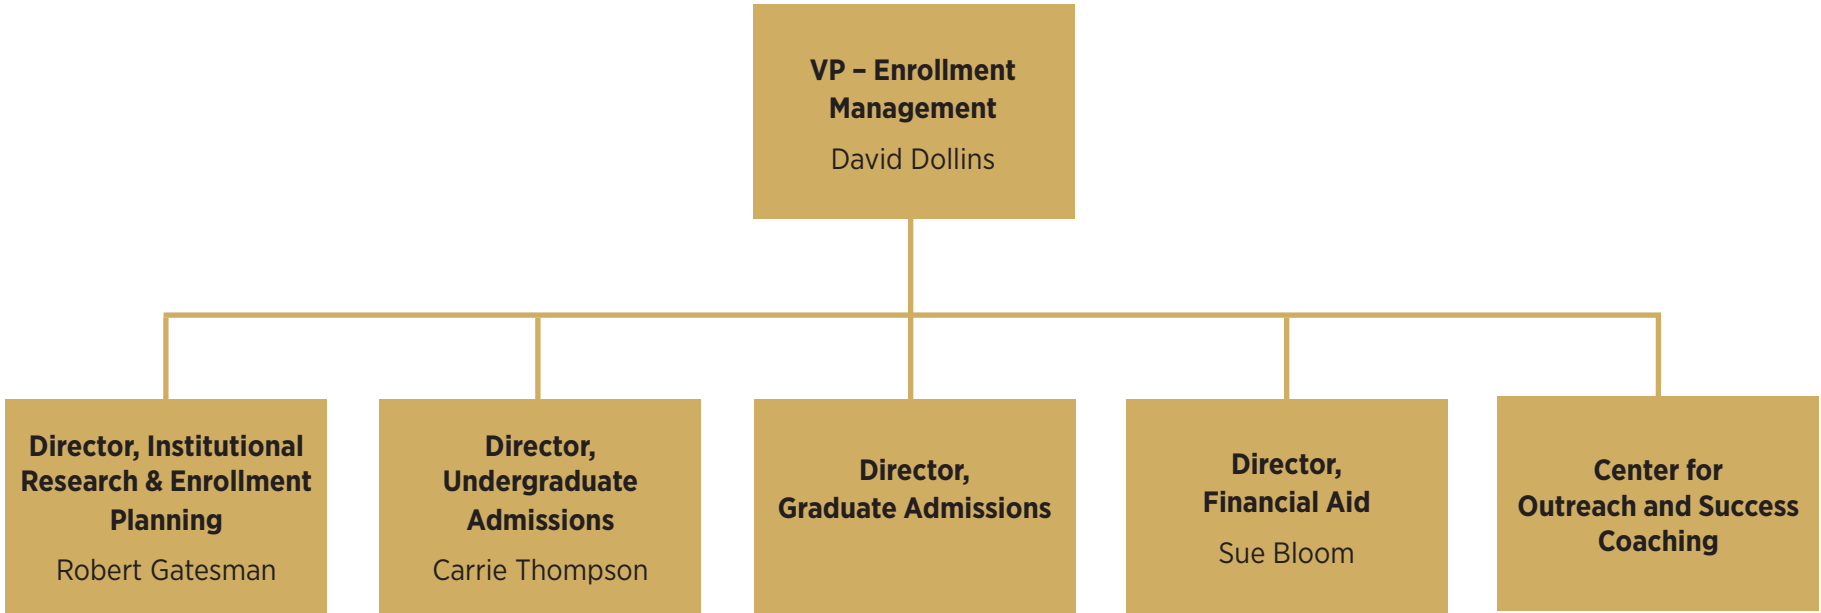 VP – Enrollment
Management
David Dollins
Director, Institutional
Research & Enrollment
Planning
Robert Gatesman
Director,
Undergraduate
Admissions
Carrie Thompson
Director,
Graduate Admissions
Director,
Financial Aid
Sue Bloom
Center for
Outreach and Success
Coaching